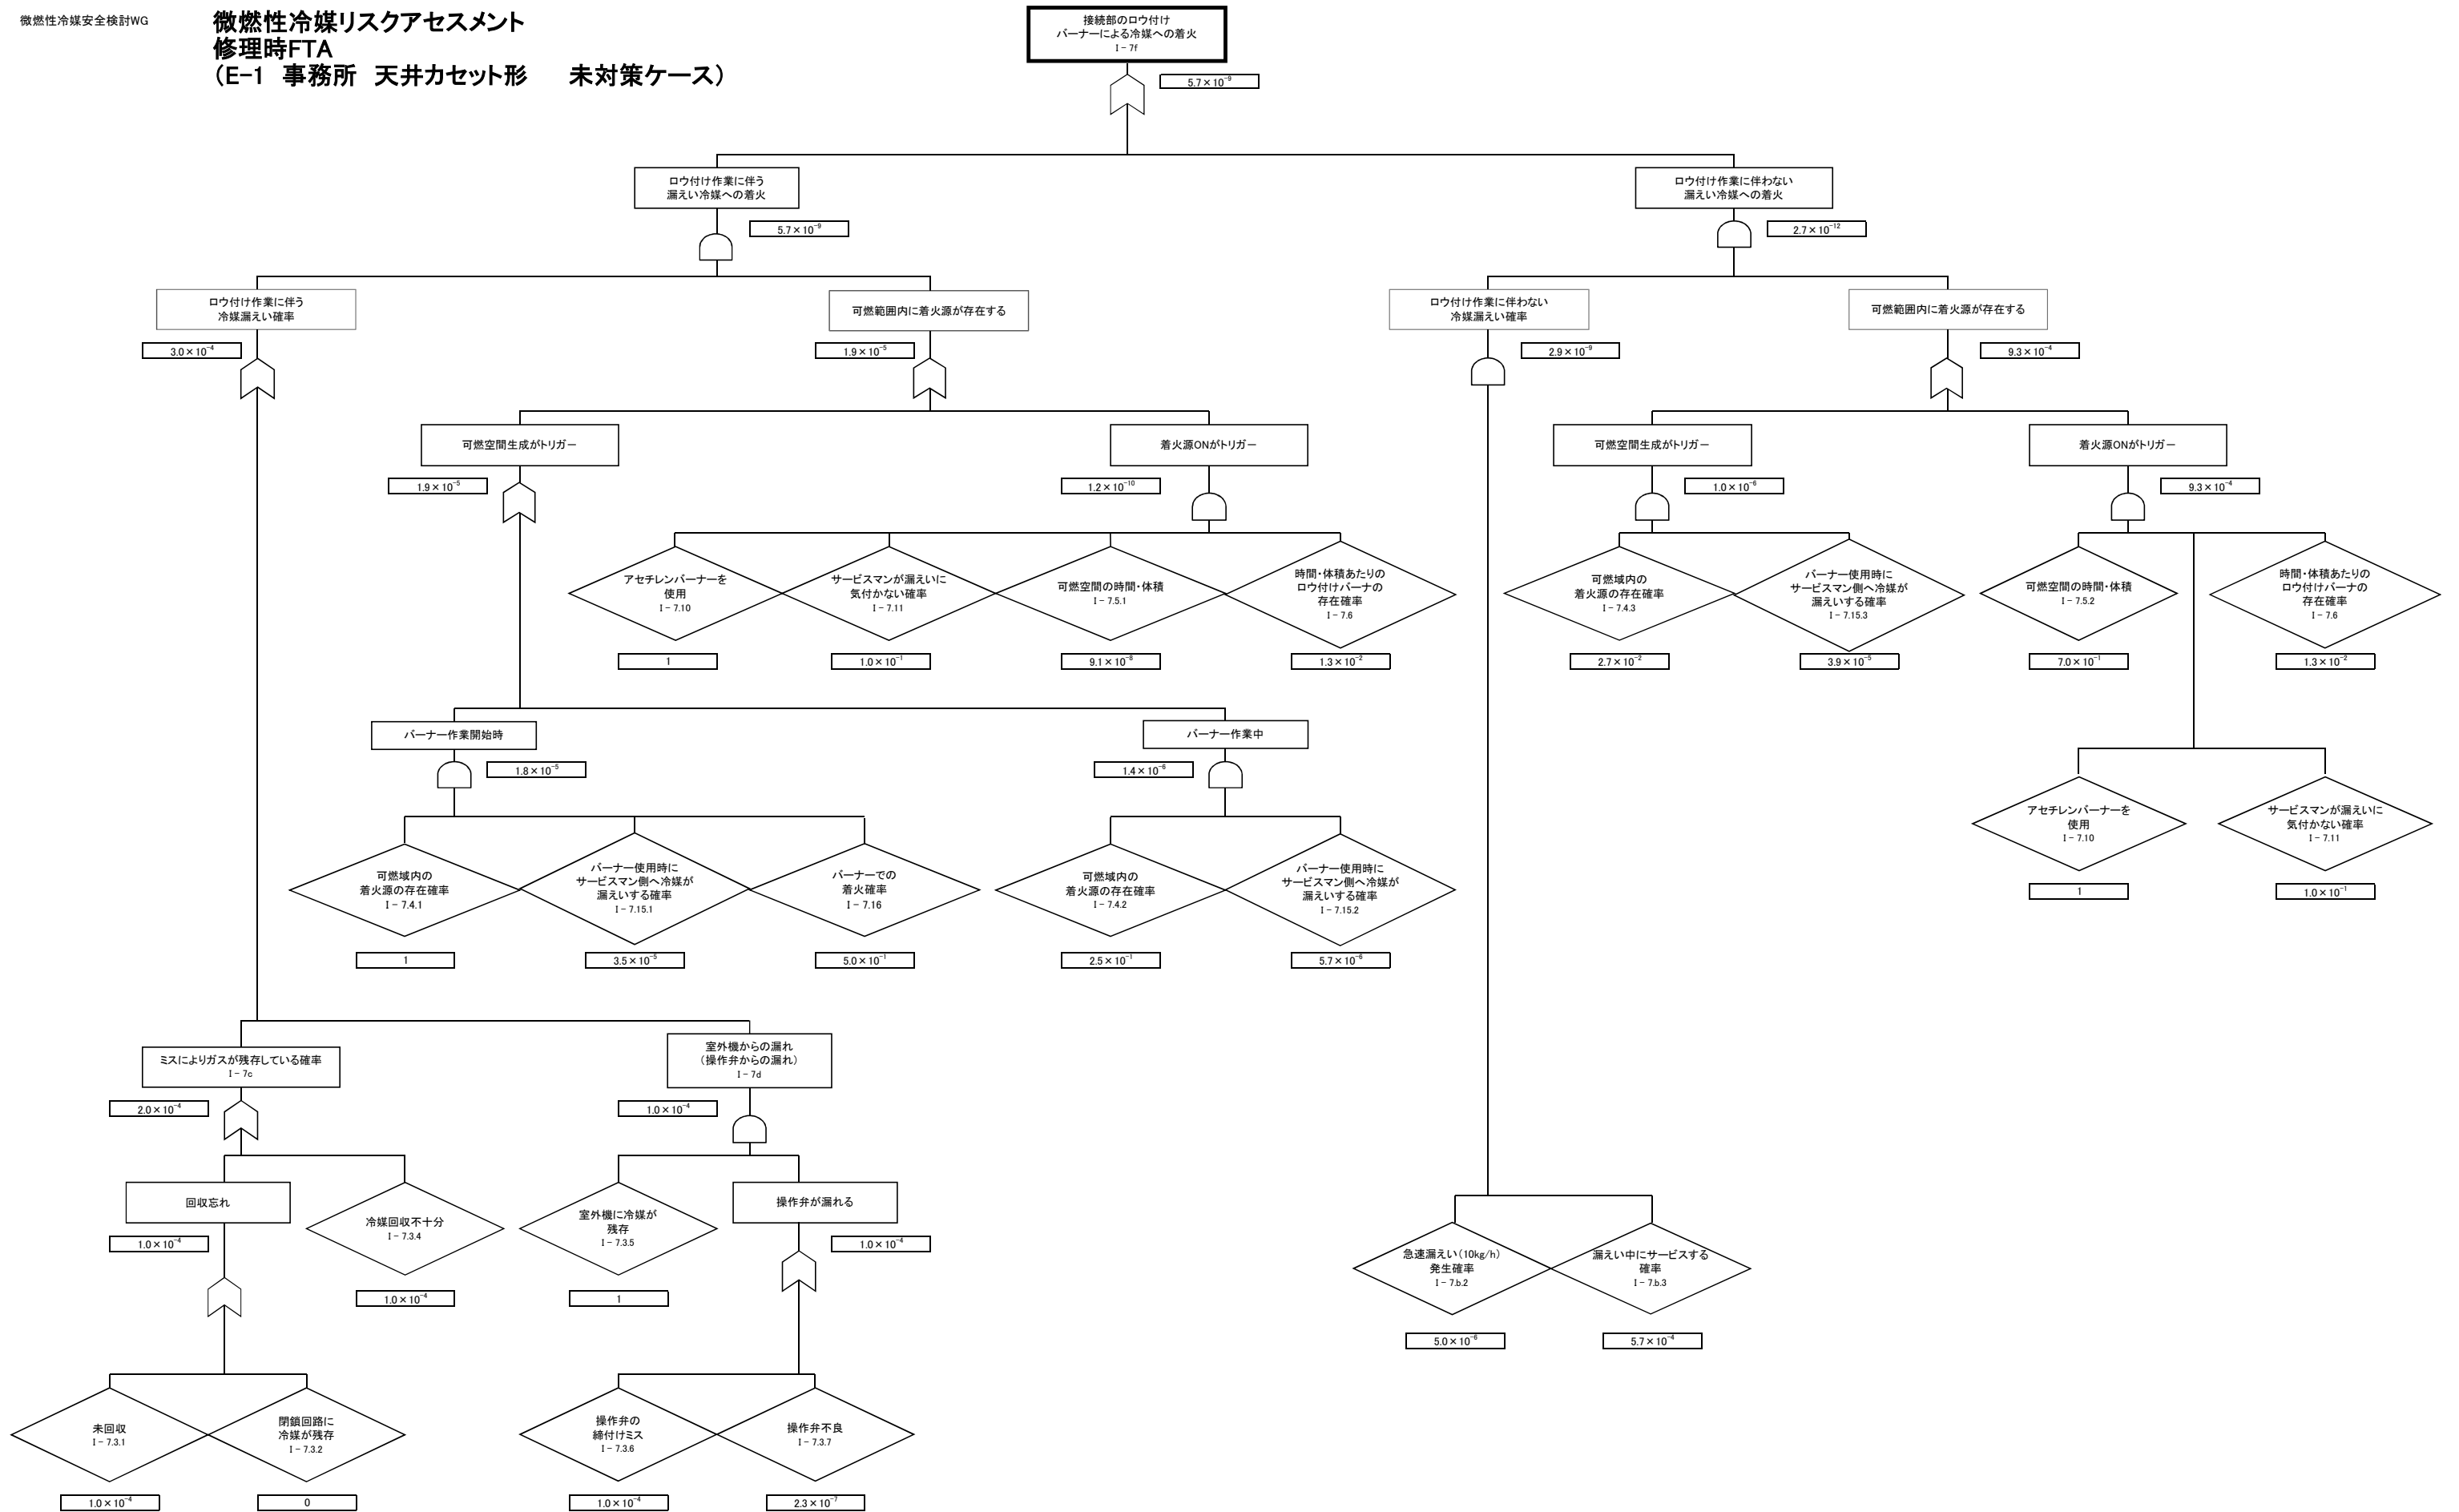 微燃性冷媒安全検討WG
微燃性冷媒リスクアセスメント
修理時FTA
（E-1　事務所　天井カセット形　　未対策ケース）
接続部のロウ付け
バーナーによる冷媒への着火
I - 7f
5.7×10⁻⁹
ロウ付け作業に伴う
漏えい冷媒への着火
5.7×10⁻⁹
ロウ付け作業に伴わない
漏えい冷媒への着火
2.7×10⁻¹²
ロウ付け作業に伴う
冷媒漏えい確率
3.0×10⁻⁴
可燃範囲内に着火源が存在する
1.9×10⁻⁵
ロウ付け作業に伴わない
冷媒漏えい確率
2.9×10⁻⁹
可燃範囲内に着火源が存在する
9.3×10⁻⁴
可燃空間生成がトリガー
1.9×10⁻⁵
着火源ONがトリガー
1.2×10⁻¹⁰
可燃空間生成がトリガー
1.0×10⁻⁶
着火源ONがトリガー
9.3×10⁻⁴
アセチレンバーナーを
使用
I - 7.10
1
サービスマンが漏えいに
気付かない確率
I - 7.11
1.0×10⁻¹
可燃空間の時間・体積
I - 7.5.1
9.1×10⁻⁸
時間・体積あたりの
ロウ付けバーナの
存在確率
I - 7.6
1.3×10⁻²
可燃域内の
着火源の存在確率
I - 7.4.3
2.7×10⁻²
バーナー使用時に
サービスマン側へ冷媒が
漏えいする確率
I - 7.15.3
3.9×10⁻⁵
可燃空間の時間・体積
I - 7.5.2
7.0×10⁻¹
時間・体積あたりの
ロウ付けバーナの
存在確率
I - 7.6
1.3×10⁻²
バーナー作業開始時
1.8×10⁻⁵
バーナー作業中
1.4×10⁻⁶
可燃域内の
着火源の存在確率
I - 7.4.1
1
バーナー使用時に
サービスマン側へ冷媒が
漏えいする確率
I - 7.15.1
3.5×10⁻⁵
バーナーでの
着火確率
I - 7.16
5.0×10⁻¹
可燃域内の
着火源の存在確率
I - 7.4.2
2.5×10⁻¹
バーナー使用時に
サービスマン側へ冷媒が
漏えいする確率
I - 7.15.2
5.7×10⁻⁶
アセチレンバーナーを
使用
I - 7.10
1
サービスマンが漏えいに
気付かない確率
I - 7.11
1.0×10⁻¹
ミスによりガスが残存している確率
I - 7c
2.0×10⁻⁴
室外機からの漏れ
（操作弁からの漏れ）
I - 7d
1.0×10⁻⁴
回収忘れ
1.0×10⁻⁴
冷媒回収不十分
I - 7.3.4
1.0×10⁻⁴
室外機に冷媒が
残存
I - 7.3.5
1
操作弁が漏れる
1.0×10⁻⁴
急速漏えい（10kg/h）
発生確率
I - 7.b.2
5.0×10⁻⁶
漏えい中にサービスする
確率
I - 7.b.3
5.7×10⁻⁴
未回収
I - 7.3.1
1.0×10⁻⁴
閉鎖回路に
冷媒が残存
I - 7.3.2
0
操作弁の
締付けミス
I - 7.3.6
1.0×10⁻⁴
操作弁不良
I - 7.3.7
2.3×10⁻⁷